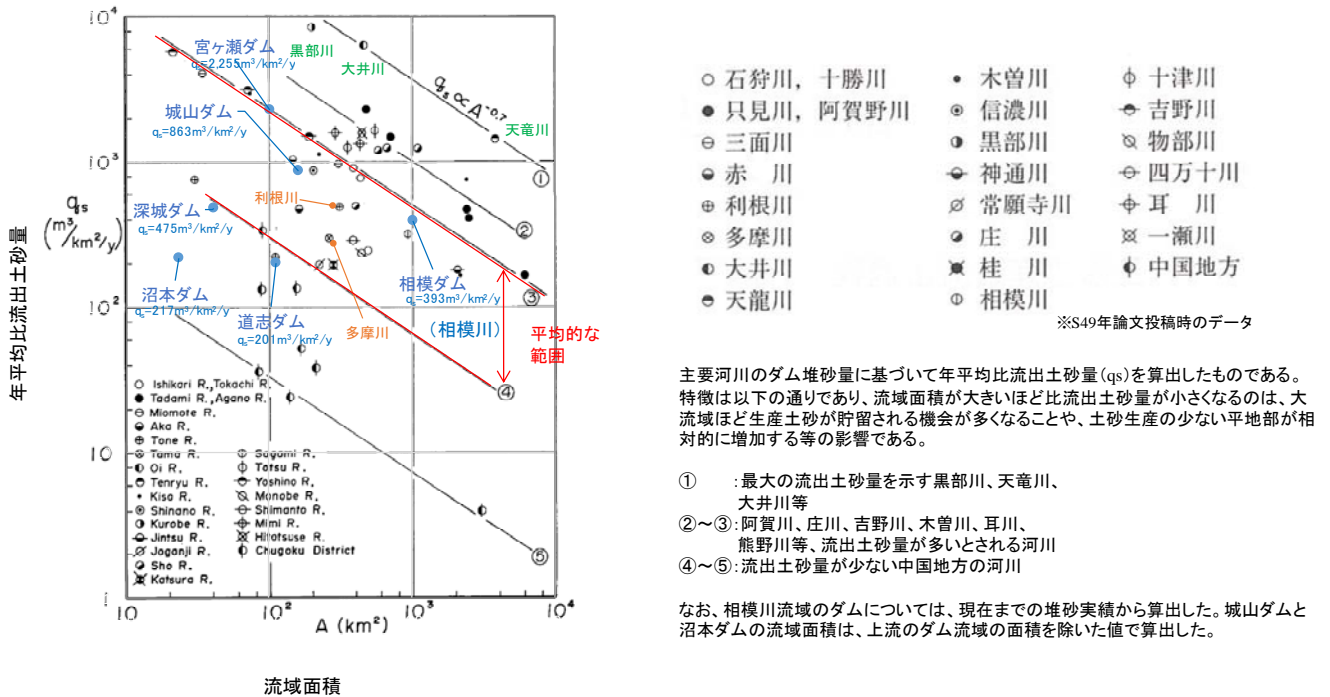 10⁴
10³
10²
10
1
10
10²
10³
10⁴
A (km²)
流域面積
年平均比流出土砂量
qs
(m³/km²/y)
宮ヶ瀬ダム
qs=2,255m³/km²/y
黒部川
大井川
qs∝A⁻⁰·⁷
天竜川
城山ダム
qs=863m³/km²/y
①
利根川
深城ダム
qs=475m³/km²/y
②
沼本ダム
qs=217m³/km²/y
道志ダム
qs=201m³/km²/y
多摩川
相模ダム
qs=393m³/km²/y
(相模川)
③
平均的な
範囲
④
⑤
Ishikari R.,Tokachi R.
Tadami R.,Agano R.
Miomote R.
Aka R.
Tone R.
Tama R.
Oi R.
Tenryu R.
Kiso R.
Shinano R.
Kurobe R.
Jintsu R.
Joganji R.
Sho R.
Katsura R.
Sagami R.
Totsu R.
Yoshino R.
Monobe R.
Shimanto R.
Mimi R.
Hitotsuse R.
Chugoku District
石狩川，十勝川
只見川，阿賀野川
三面川
赤 川
利根川
多摩川
大井川
天龍川
木曽川
信濃川
黒部川
神通川
常願寺川
庄 川
桂 川
相模川
十津川
吉野川
物部川
四万十川
耳 川
一瀬川
中国地方
※S49年論文投稿時のデータ
主要河川のダム堆砂量に基づいて年平均比流出土砂量(qs)を算出したものである。
特徴は以下の通りであり、流域面積が大きいほど比流出土砂量が小さくなるのは、大
流域ほど生産土砂が貯留される機会が多くなることや、土砂生産の少ない平地部が相
対的に増加する等の影響である。
① :最大の流出土砂量を示す黒部川、天竜川、
大井川等
②～③:阿賀川、庄川、吉野川、木曽川、耳川、
熊野川等、流出土砂量が多いとされる河川
④～⑤:流出土砂量が少ない中国地方の河川
なお、相模川流域のダムについては、現在までの堆砂実績から算出した。城山ダムと
沼本ダムの流域面積は、上流のダム流域の面積を除いた値で算出した。